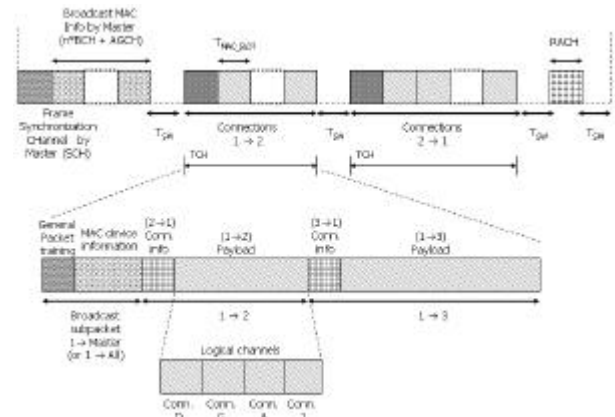 Broadcast MAC
Info by Master
(n*BCH + AGCH)
RACH
Frame
Synchronization
Channel by
Master (SCH)
Connections
1 → 2
Connections
2 → 1
TCH
TCH
General
Packet
training
MAC device
information
(2→1)
Conn.
info
(1→2)
Payload
(3→1)
Conn.
info
(1→3)
Payload
Broadcast
subpacket
1 → Master
(or 1 → All)
1 → 2
1 → 3
Logical channels
Conn.
Conn.
Conn.
Conn.